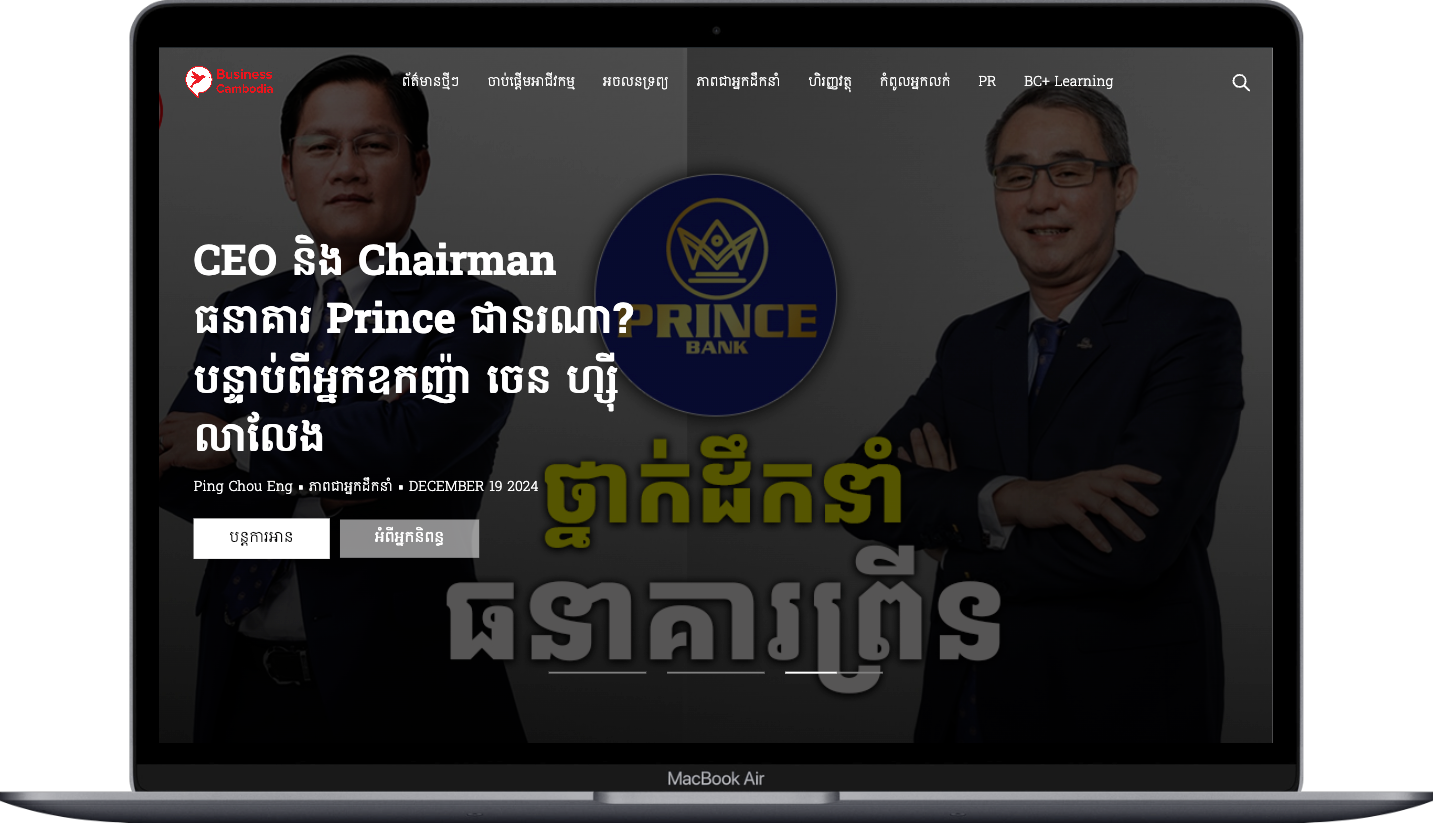 Business
Cambodia
ព័ត៌មានថ្មីៗ
ចាប់ផ្តើមអាជីវកម្ម
អចលនទ្រព្យ
ភាពជាអ្នកដឹកនាំ
ហិរញ្ញវត្ថុ
កំពូលអ្នកលក់
PR
BC+ Learning
CEO និង Chairman
ធនាគារ Prince ជានរណា?
បន្ទាប់ពីអ្នកឧកញ៉ា ចេន ហ្ស៊ី
លាលែង
PRINCE
BANK
Ping Chou Eng ▪ ភាពជាអ្នកដឹកនាំ ▪ DECEMBER 19 2024
បន្តការអាន
អំពីអ្នកនិពន្ធ
ថ្នាក់ដឹកនាំ
ធនាគារព្រីន
MacBook Air